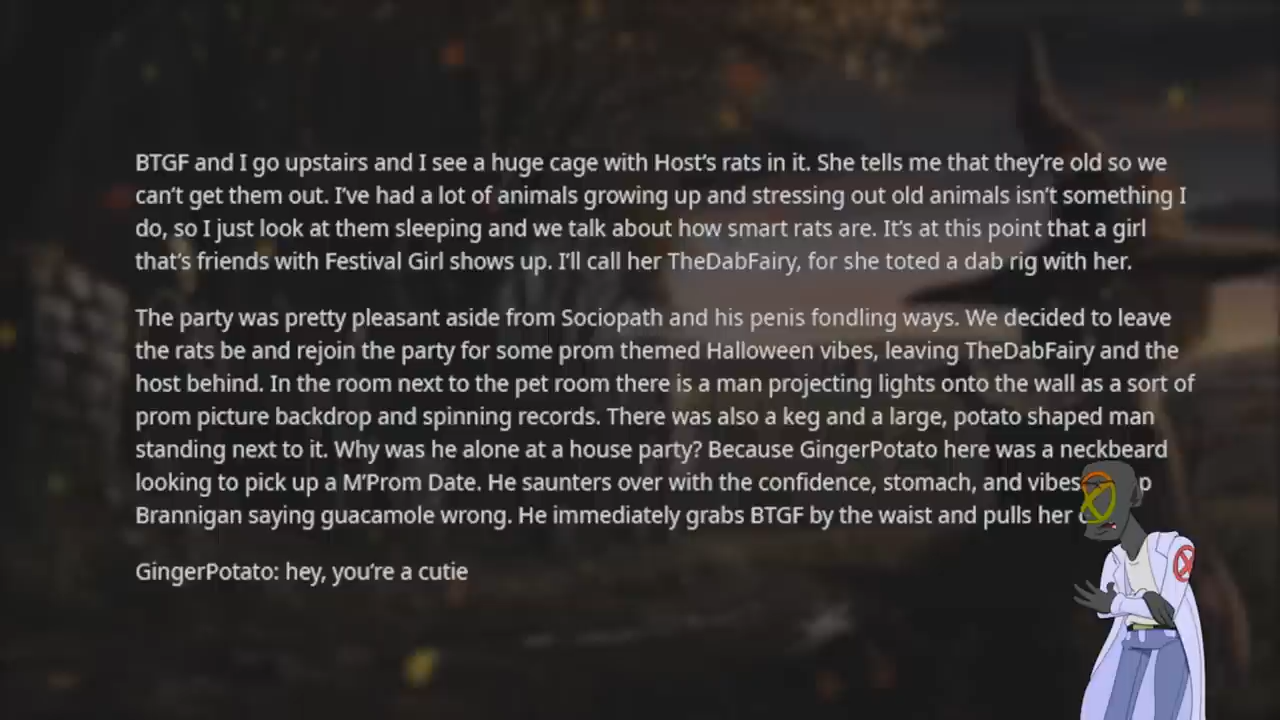 BTGF and I go upstairs and I see a huge cage with Host's rats in it. She tells me that they're old so we
can't get them out. I've had a lot of animals growing up and stressing out old animals isn't something I
do, so I just look at them sleeping and we talk about how smart rats are. It's at this point that a girl
that's friends with Festival Girl shows up. I'll call her TheDabFairy, for she toted a dab rig with her.
The party was pretty pleasant aside from Sociopath and his penis fondling ways. We decided to leave
the rats be and rejoin the party for some prom themed Halloween vibes, leaving TheDabFairy and the
host behind. In the room next to the pet room there is a man projecting lights onto the wall as a sort of
prom picture backdrop and spinning records. There was also a keg and a large, potato shaped man
standing next to it. Why was he alone at a house party? Because GingerPotato here was a neckbeard
looking to pick up a M'Prom Date. He saunters over with the confidence, stomach, and vibes
Brannigan saying guacamole wrong. He immediately grabs BTGF by the waist and pulls her
GingerPotato: hey, you're a cutie